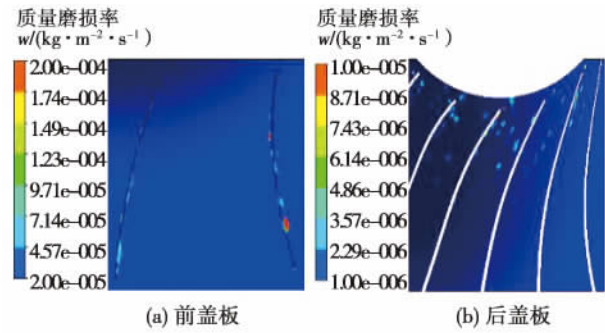 质量磨损率
w/(kg·m⁻²·s⁻¹)
2.00e–004
1.74e–004
1.49e–004
1.23e–004
9.71e–005
7.14e–005
4.57e–005
2.00e–005
(a) 前盖板
质量磨损率
w/(kg·m⁻²·s⁻¹)
1.00e–005
8.71e–006
7.43e–006
6.14e–006
4.86e–006
3.57e–006
2.29e–006
1.00e–006
(b) 后盖板